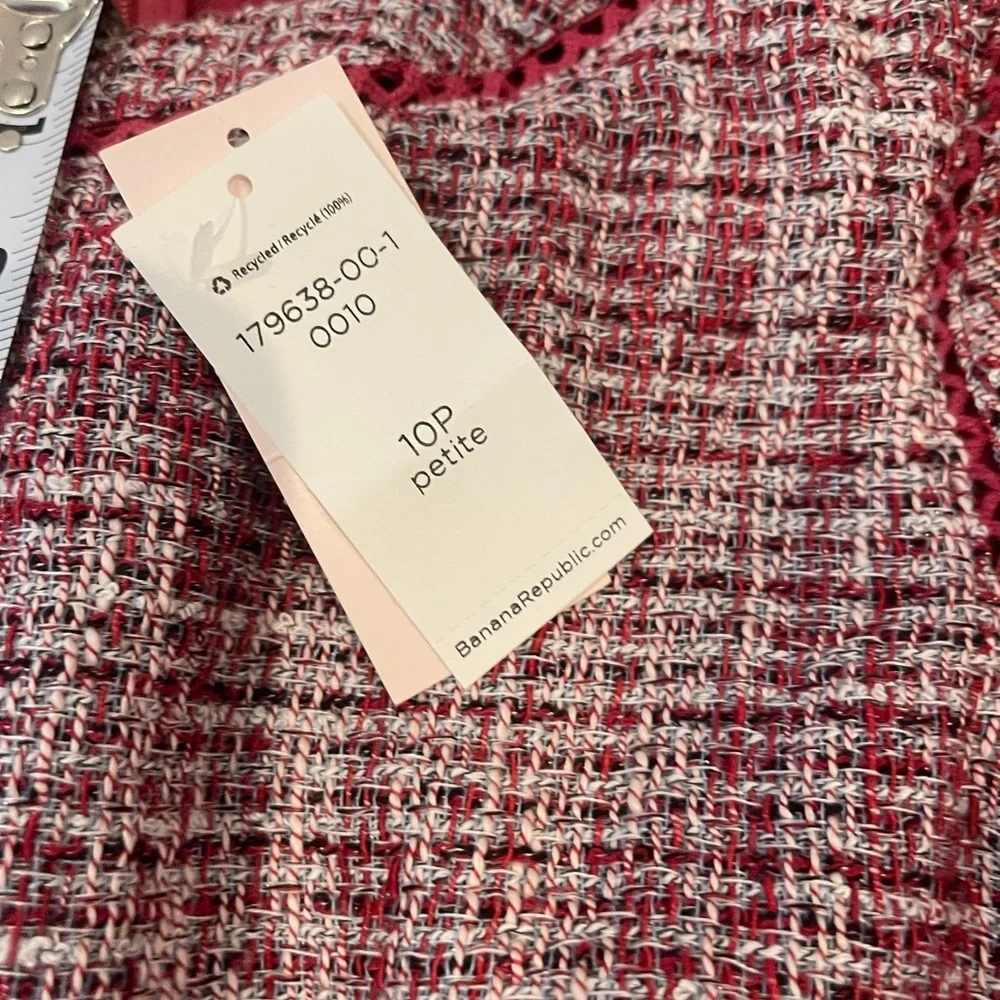 Recycled / Recyclé (100%)
179638-00-1
0010
10P
petite
BananaRepublic.com